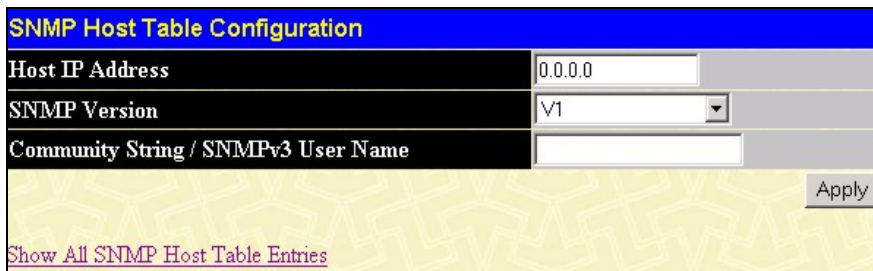 SNMP Host Table Configuration
Host IP Address 0.0.0.0
SNMP Version V1
Community String / SNMPv3 User Name
Apply
Show All SNMP Host Table Entries